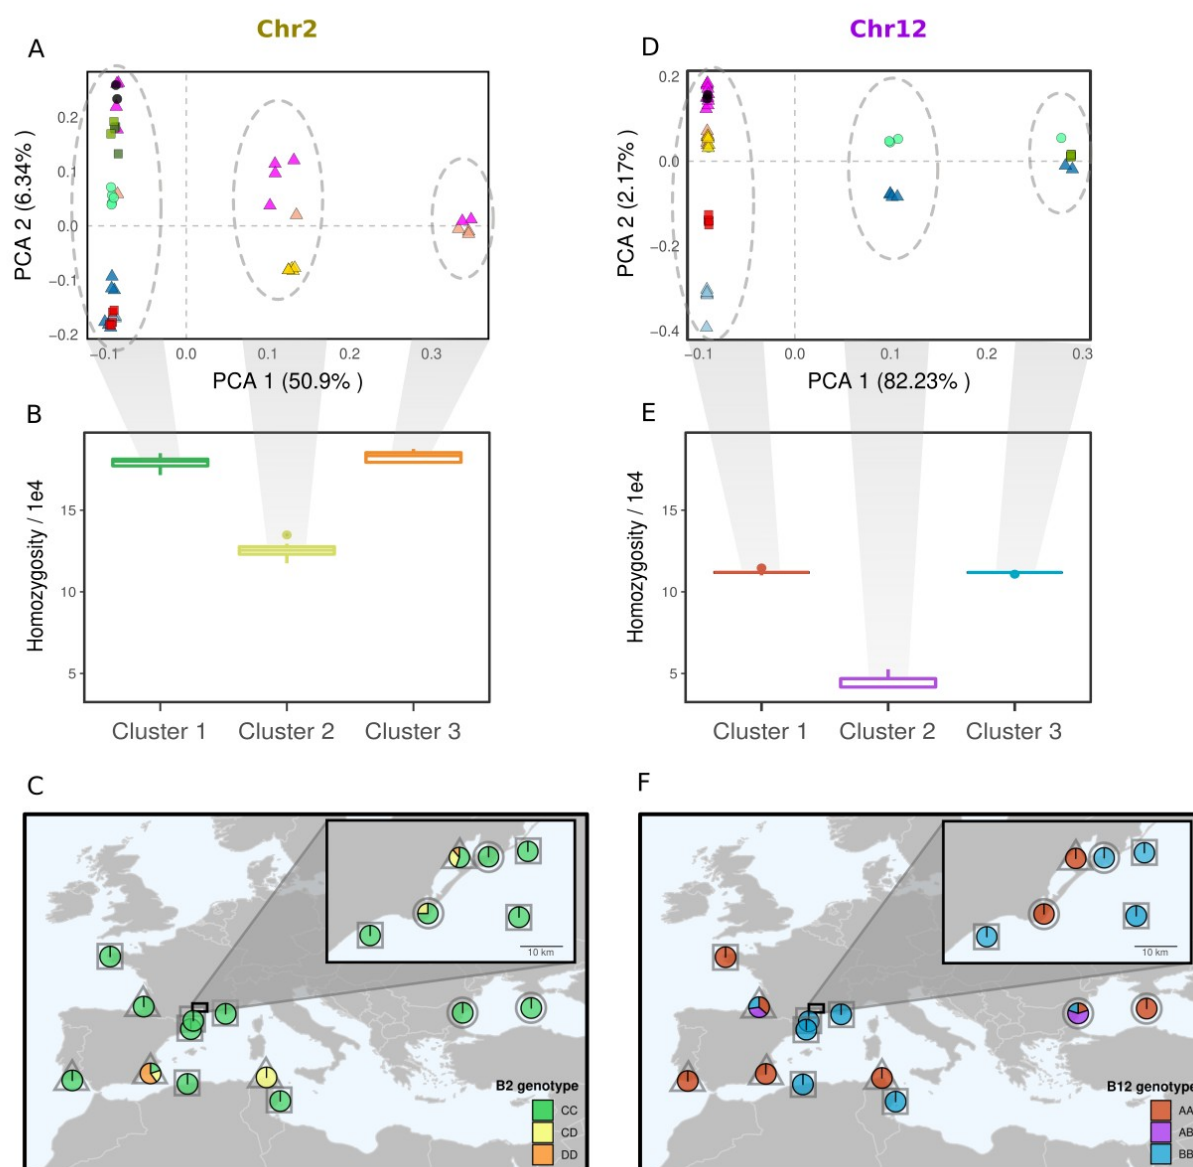 Chr2
Chr12
A
PCA 2 (6.34% )
0.2
0.1
0.0
−0.1
−0.2
−0.1
0.0
0.1
0.2
0.3
PCA 1 (50.9% )
D
PCA 2 (2.17% )
0.2
0.0
−0.2
−0.4
−0.1
0.0
0.1
0.2
0.3
PCA 1 (82.23% )
B
Homozygosity / 1e4
15
10
5
Cluster 1
Cluster 2
Cluster 3
E
Homozygosity / 1e4
15
10
5
Cluster 1
Cluster 2
Cluster 3
C
10 km
B2 genotype
CC
CD
DD
F
10 km
B12 genotype
AA
AB
BB